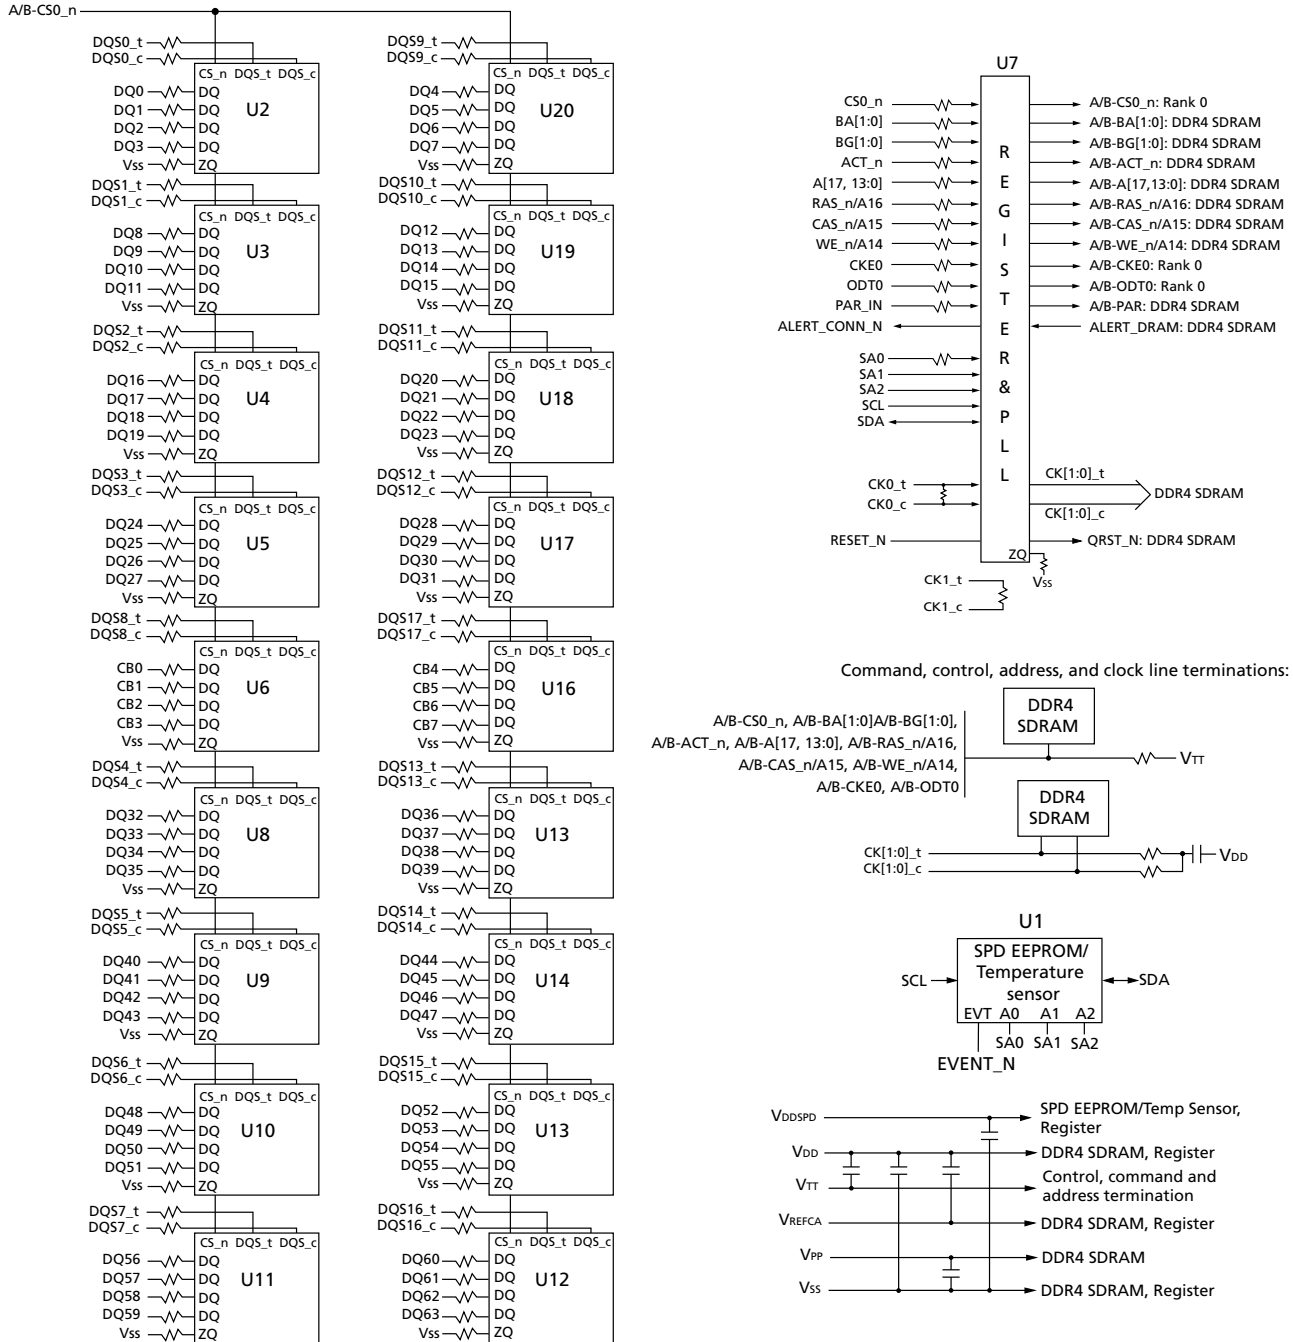 A/B-CS0_n
DQS0_t
DQS0_c
CS_n DQS_t DQS_c
DQ0 DQ
DQ1 DQ
U2
DQ2 DQ
DQ3 DQ
Vss ZQ
DQS1_t
DQS1_c
CS_n DQS_t DQS_c
DQ8 DQ
DQ9 DQ
U3
DQ10 DQ
DQ11 DQ
Vss ZQ
DQS2_t
DQS2_c
CS_n DQS_t DQS_c
DQ16 DQ
DQ17 DQ
U4
DQ18 DQ
DQ19 DQ
Vss ZQ
DQS3_t
DQS3_c
CS_n DQS_t DQS_c
DQ24 DQ
DQ25 DQ
U5
DQ26 DQ
DQ27 DQ
Vss ZQ
DQS8_t
DQS8_c
CS_n DQS_t DQS_c
CB0 DQ
CB1 DQ
U6
CB2 DQ
CB3 DQ
Vss ZQ
DQS4_t
DQS4_c
CS_n DQS_t DQS_c
DQ32 DQ
DQ33 DQ
U8
DQ34 DQ
DQ35 DQ
Vss ZQ
DQS5_t
DQS5_c
CS_n DQS_t DQS_c
DQ40 DQ
DQ41 DQ
U9
DQ42 DQ
DQ43 DQ
Vss ZQ
DQS6_t
DQS6_c
CS_n DQS_t DQS_c
DQ48 DQ
DQ49 DQ
U10
DQ50 DQ
DQ51 DQ
Vss ZQ
DQS7_t
DQS7_c
CS_n DQS_t DQS_c
DQ56 DQ
DQ57 DQ
U11
DQ58 DQ
DQ59 DQ
Vss ZQ
DQS9_t
DQS9_c
CS_n DQS_t DQS_c
DQ4 DQ
DQ5 DQ
U20
DQ6 DQ
DQ7 DQ
Vss ZQ
DQS10_t
DQS10_c
CS_n DQS_t DQS_c
DQ12 DQ
DQ13 DQ
U19
DQ14 DQ
DQ15 DQ
Vss ZQ
DQS11_t
DQS11_c
CS_n DQS_t DQS_c
DQ20 DQ
DQ21 DQ
U18
DQ22 DQ
DQ23 DQ
Vss ZQ
DQS12_t
DQS12_c
CS_n DQS_t DQS_c
DQ28 DQ
DQ29 DQ
U17
DQ30 DQ
DQ31 DQ
Vss ZQ
DQS17_t
DQS17_c
CS_n DQS_t DQS_c
CB4 DQ
CB5 DQ
U16
CB6 DQ
CB7 DQ
Vss ZQ
DQS13_t
DQS13_c
CS_n DQS_t DQS_c
DQ36 DQ
DQ37 DQ
U13
DQ38 DQ
DQ39 DQ
Vss ZQ
DQS14_t
DQS14_c
CS_n DQS_t DQS_c
DQ44 DQ
DQ45 DQ
U14
DQ46 DQ
DQ47 DQ
Vss ZQ
DQS15_t
DQS15_c
CS_n DQS_t DQS_c
DQ52 DQ
DQ53 DQ
U13
DQ54 DQ
DQ55 DQ
Vss ZQ
DQS16_t
DQS16_c
CS_n DQS_t DQS_c
DQ60 DQ
DQ61 DQ
U12
DQ62 DQ
DQ63 DQ
Vss ZQ
U7
CS0_n A/B-CS0_n: Rank 0
BA[1:0] A/B-BA[1:0]: DDR4 SDRAM
BG[1:0] A/B-BG[1:0]: DDR4 SDRAM
ACT_n A/B-ACT_n: DDR4 SDRAM
A[17, 13:0] A/B-A[17,13:0]: DDR4 SDRAM
RAS_n/A16 A/B-RAS_n/A16: DDR4 SDRAM
CAS_n/A15 A/B-CAS_n/A15: DDR4 SDRAM
WE_n/A14 A/B-WE_n/A14: DDR4 SDRAM
CKE0 A/B-CKE0: Rank 0
ODT0 A/B-ODT0: Rank 0
PAR_IN A/B-PAR: DDR4 SDRAM
ALERT_CONN_N ALERT_DRAM: DDR4 SDRAM
REGISTER & PLL
SA0
SA1
SA2
SCL
SDA
CK0_t CK[1:0]_t
DDR4 SDRAM
CK0_c CK[1:0]_c
RESET_N QRST_N: DDR4 SDRAM
ZQ
Vss
CK1_t
CK1_c
Command, control, address, and clock line terminations:
DDR4
SDRAM
A/B-CS0_n, A/B-BA[1:0]A/B-BG[1:0],
A/B-ACT_n, A/B-A[17, 13:0], A/B-RAS_n/A16,
A/B-CAS_n/A15, A/B-WE_n/A14,
A/B-CKE0, A/B-ODT0
VTT
DDR4
SDRAM
CK[1:0]_t
CK[1:0]_c
VDD
U1
SPD EEPROM/
Temperature
sensor
SCL SDA
EVT A0 A1 A2
SA0 SA1 SA2
EVENT_N
VDDSPD SPD EEPROM/Temp Sensor,
Register
VDD DDR4 SDRAM, Register
VTT Control, command and
address termination
VREFCA DDR4 SDRAM, Register
VPP DDR4 SDRAM
Vss DDR4 SDRAM, Register